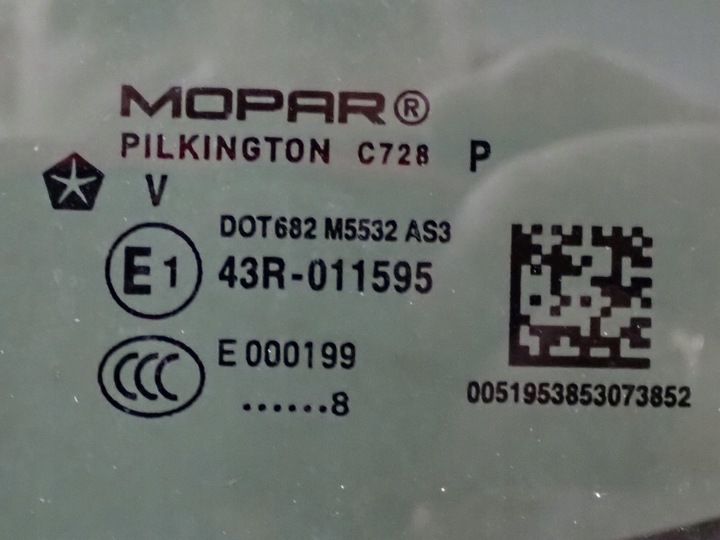 MOPAR®
PILKINGTON C728 P
V
DOT682 M5532 AS3
E1 43R-011595
CCC E 000199
......8
0051953853073852